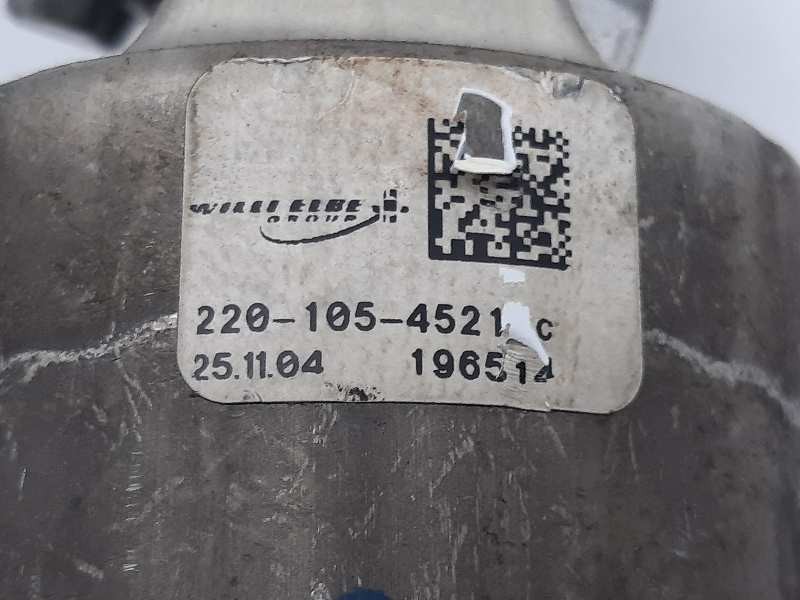 WILLI ELBE
GROUP
220-105-4521 C
25.11.04 196514